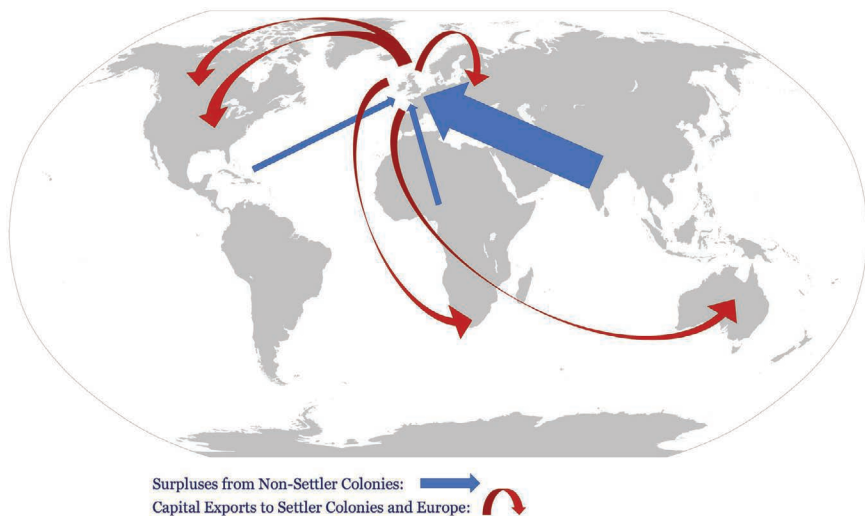 Surpluses from Non-Settler Colonies:
Capital Exports to Settler Colonies and Europe: